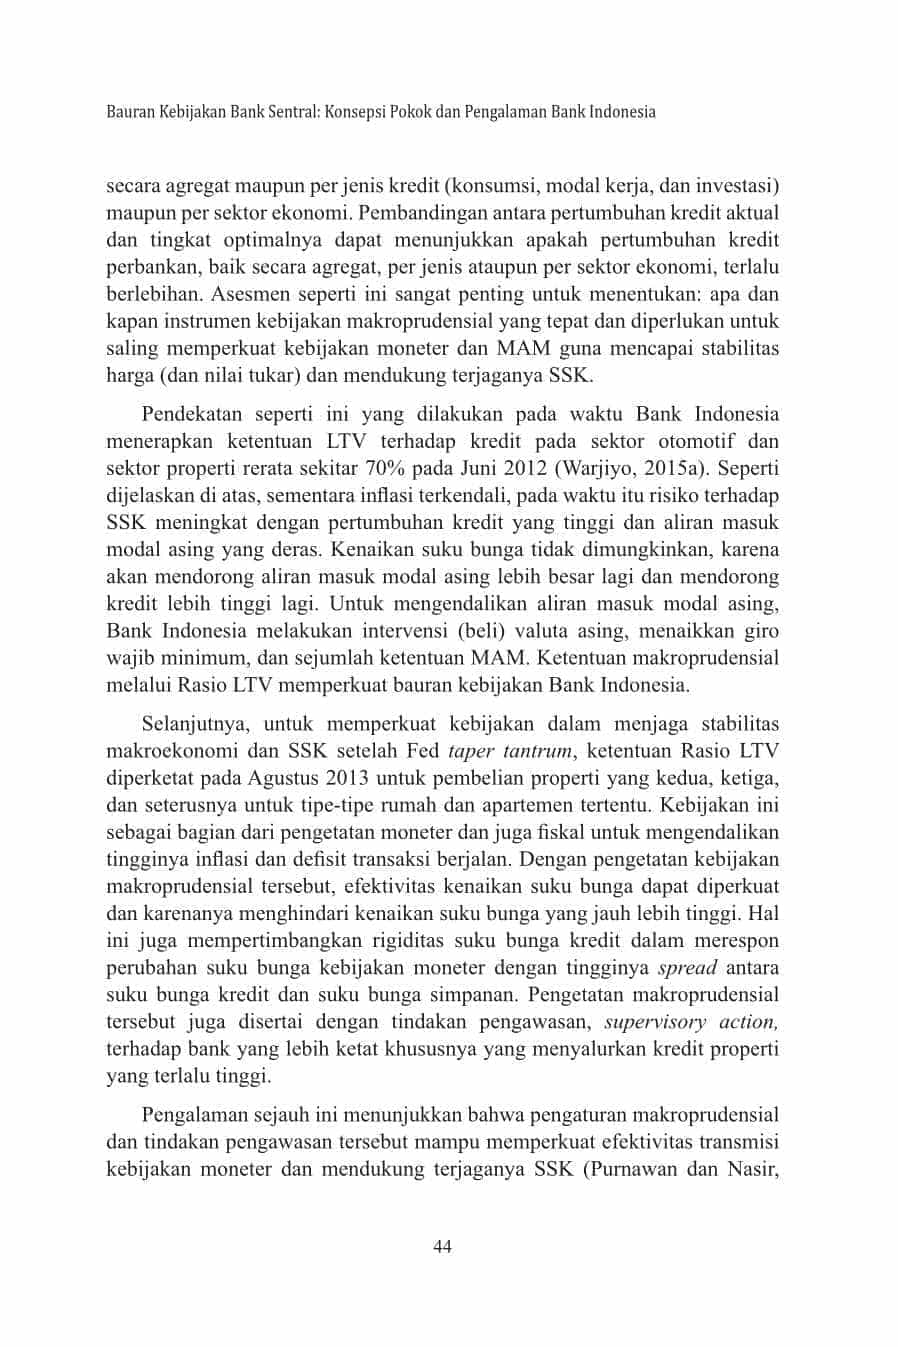 Bauran Kebijakan Bank Sentral: Konsepsi Pokok dan Pengalaman Bank Indonesia
secara agregat maupun per jenis kredit (konsumsi, modal kerja, dan investasi)
maupun per sektor ekonomi. Pembandingan antara pertumbuhan kredit aktual
dan tingkat optimalnya dapat menunjukkan apakah pertumbuhan kredit
perbankan, baik secara agregat, per jenis ataupun per sektor ekonomi, terlalu
berlebihan. Asesmen seperti ini sangat penting untuk menentukan: apa dan
kapan instrumen kebijakan makroprudensial yang tepat dan diperlukan untuk
saling memperkuat kebijakan moneter dan MAM guna mencapai stabilitas
harga (dan nilai tukar) dan mendukung terjaganya SSK.
Pendekatan seperti ini yang dilakukan pada waktu Bank Indonesia
menerapkan ketentuan LTV terhadap kredit pada sektor otomotif dan
sektor properti rerata sekitar 70% pada Juni 2012 (Warjiyo, 2015a). Seperti
dijelaskan di atas, sementara inflasi terkendali, pada waktu itu risiko terhadap
SSK meningkat dengan pertumbuhan kredit yang tinggi dan aliran masuk
modal asing yang deras. Kenaikan suku bunga tidak dimungkinkan, karena
akan mendorong aliran masuk modal asing lebih besar lagi dan mendorong
kredit lebih tinggi lagi. Untuk mengendalikan aliran masuk modal asing,
Bank Indonesia melakukan intervensi (beli) valuta asing, menaikkan giro
wajib minimum, dan sejumlah ketentuan MAM. Ketentuan makroprudensial
melalui Rasio LTV memperkuat bauran kebijakan Bank Indonesia.
Selanjutnya, untuk memperkuat kebijakan dalam menjaga stabilitas
makroekonomi dan SSK setelah Fed taper tantrum, ketentuan Rasio LTV
diperketat pada Agustus 2013 untuk pembelian properti yang kedua, ketiga,
dan seterusnya untuk tipe-tipe rumah dan apartemen tertentu. Kebijakan ini
sebagai bagian dari pengetatan moneter dan juga fiskal untuk mengendalikan
tingginya inflasi dan defisit transaksi berjalan. Dengan pengetatan kebijakan
makroprudensial tersebut, efektivitas kenaikan suku bunga dapat diperkuat
dan karenanya menghindari kenaikan suku bunga yang jauh lebih tinggi. Hal
ini juga mempertimbangkan rigiditas suku bunga kredit dalam merespon
perubahan suku bunga kebijakan moneter dengan tingginya spread antara
suku bunga kredit dan suku bunga simpanan. Pengetatan makroprudensial
tersebut juga disertai dengan tindakan pengawasan, supervisory action,
terhadap bank yang lebih ketat khususnya yang menyalurkan kredit properti
yang terlalu tinggi.
Pengalaman sejauh ini menunjukkan bahwa pengaturan makroprudensial
dan tindakan pengawasan tersebut mampu memperkuat efektivitas transmisi
kebijakan moneter dan mendukung terjaganya SSK (Purnawan dan Nasir,
44